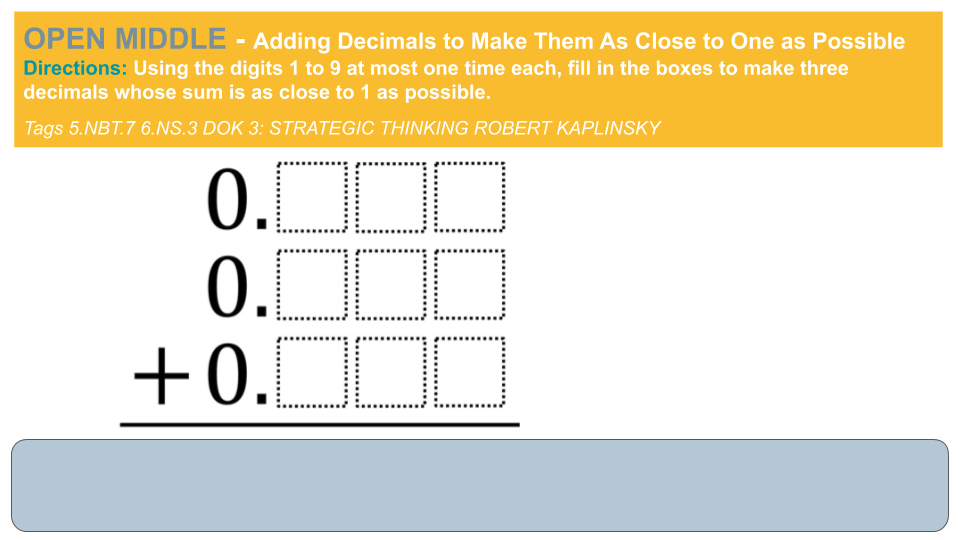 OPEN MIDDLE - Adding Decimals to Make Them As Close to One as Possible
Directions: Using the digits 1 to 9 at most one time each, fill in the boxes to make three
decimals whose sum is as close to 1 as possible.
Tags 5.NBT.7 6.NS.3 DOK 3: STRATEGIC THINKING ROBERT KAPLINSKY
0.
0.
+ 0.